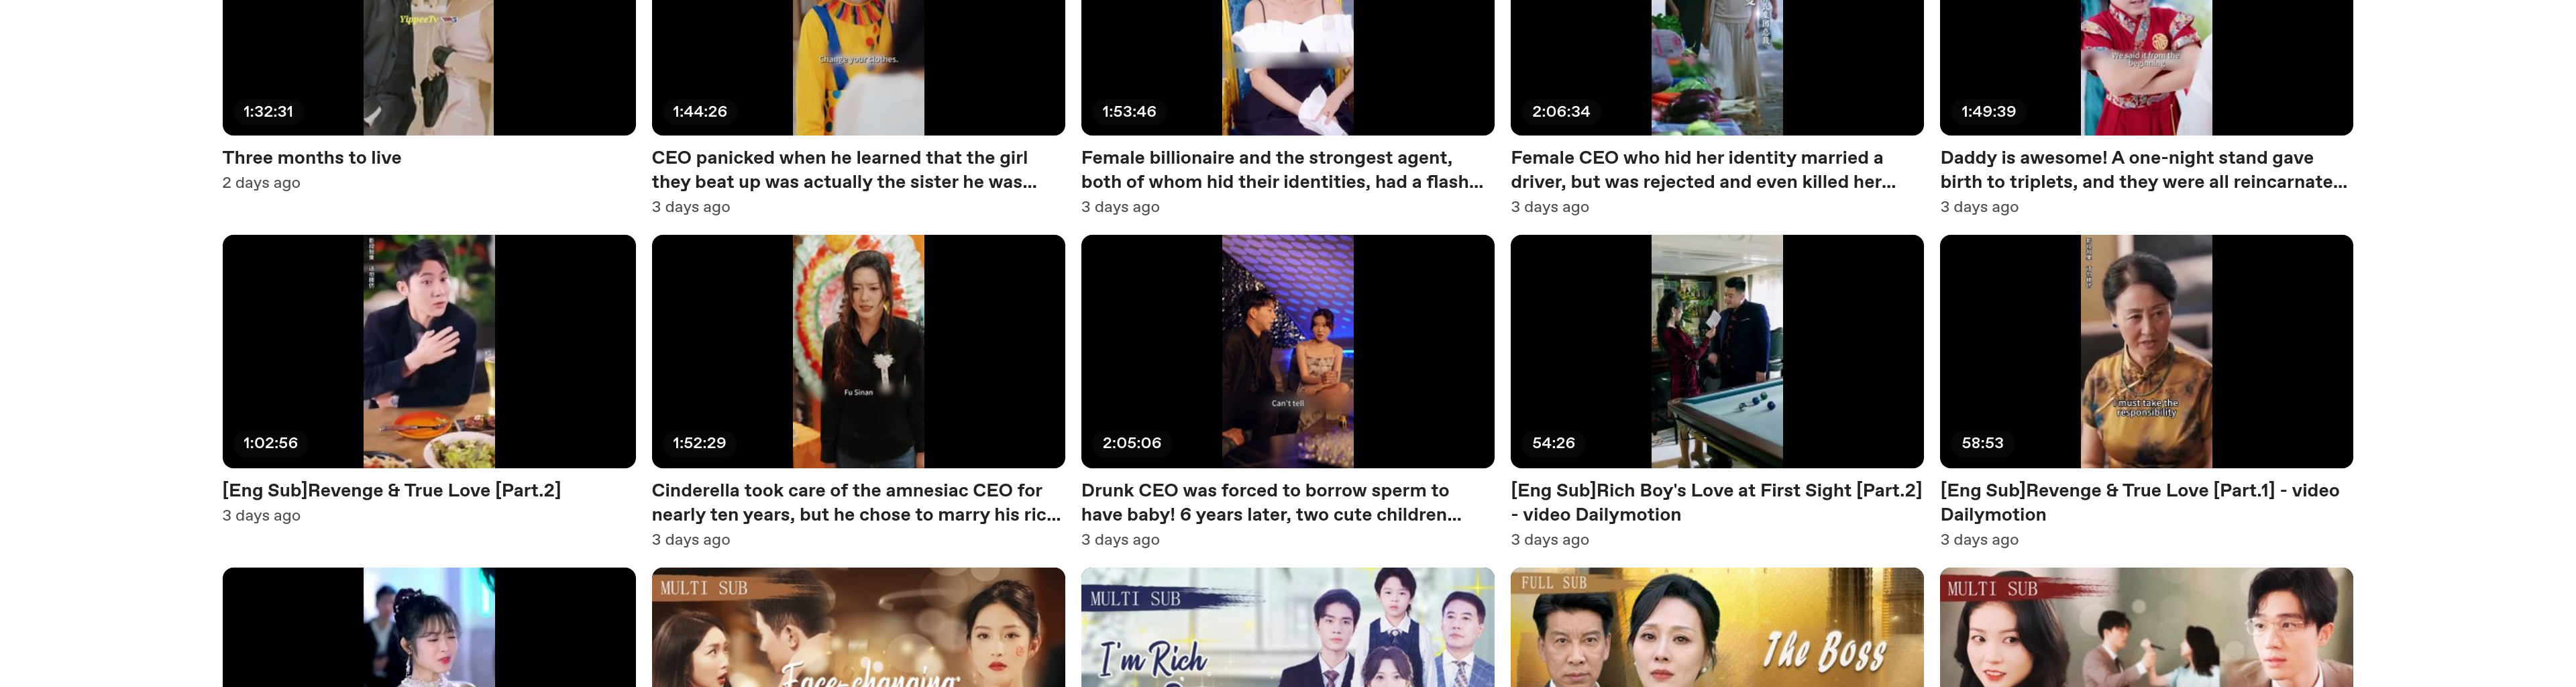 YippeeTv
Change your clothes.
We said it from the
beginning
1:32:31
1:44:26
1:53:46
2:06:34
1:49:39
Three months to live
2 days ago
CEO panicked when he learned that the girl
they beat up was actually the sister he was...
3 days ago
Female billionaire and the strongest agent,
both of whom hid their identities, had a flash...
3 days ago
Female CEO who hid her identity married a
driver, but was rejected and even killed her...
3 days ago
Daddy is awesome! A one-night stand gave
birth to triplets, and they were all reincarnate...
3 days ago
Fu Sinan
Can't tell
I must take the
responsibility
1:02:56
1:52:29
2:05:06
54:26
58:53
[Eng Sub]Revenge & True Love [Part.2]
3 days ago
Cinderella took care of the amnesiac CEO for
nearly ten years, but he chose to marry his ric...
3 days ago
Drunk CEO was forced to borrow sperm to
have baby! 6 years later, two cute children...
3 days ago
[Eng Sub]Rich Boy's Love at First Sight [Part.2]
- video Dailymotion
3 days ago
[Eng Sub]Revenge & True Love [Part.1] - video
Dailymotion
3 days ago
MULTI SUB
Face-changing
MULTI SUB
I'm Rich
FULL SUB
The Boss
MULTI SUB